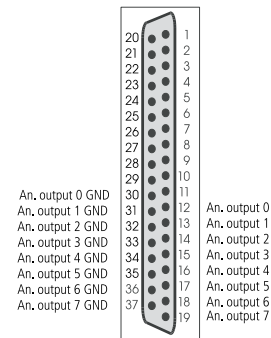 20 1
21 2
22 3
23 4
24 5
25 6
26 7
27 8
28 9
29 10
An. output 0 GND 30 11
An. output 1 GND 31 12 An. output 0
An. output 2 GND 32 13 An. output 1
An. output 3 GND 33 14 An. output 2
An. output 4 GND 34 15 An. output 3
An. output 5 GND 35 16 An. output 4
An. output 6 GND 36 17 An. output 5
An. output 7 GND 37 18 An. output 6
19 An. output 7